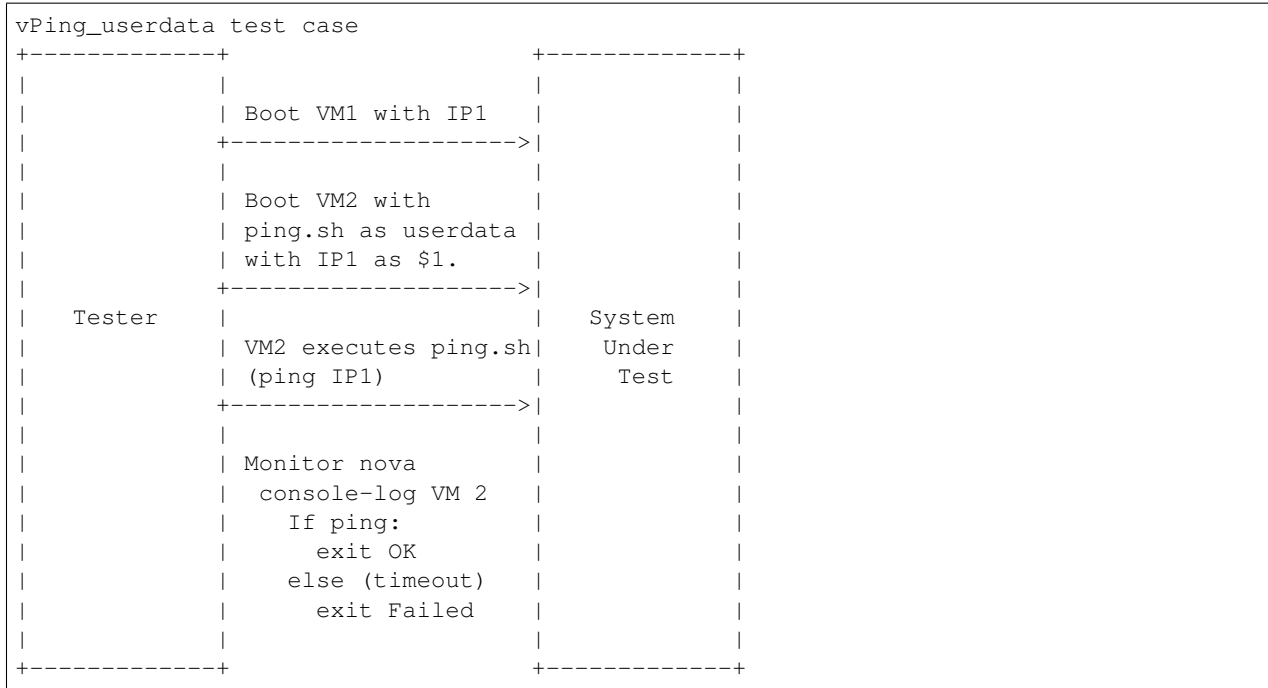 vPing_userdata test case
+-------------+                     +-------------+
|             |                     |             |
|             | Boot VM1 with IP1   |             |
|             +-------------------->|             |
|             |                     |             |
|             | Boot VM2 with       |             |
|             | ping.sh as userdata |             |
|             | with IP1 as $1.     |             |
|             +-------------------->|             |
|   Tester    |                     |   System    |
|             | VM2 executes ping.sh|    Under    |
|             | (ping IP1)          |     Test    |
|             +-------------------->|             |
|             |                     |             |
|             | Monitor nova        |             |
|             |  console-log VM 2   |             |
|             |    If ping:         |             |
|             |      exit OK        |             |
|             |    else (timeout)   |             |
|             |      exit Failed    |             |
|             |                     |             |
+-------------+                     +-------------+